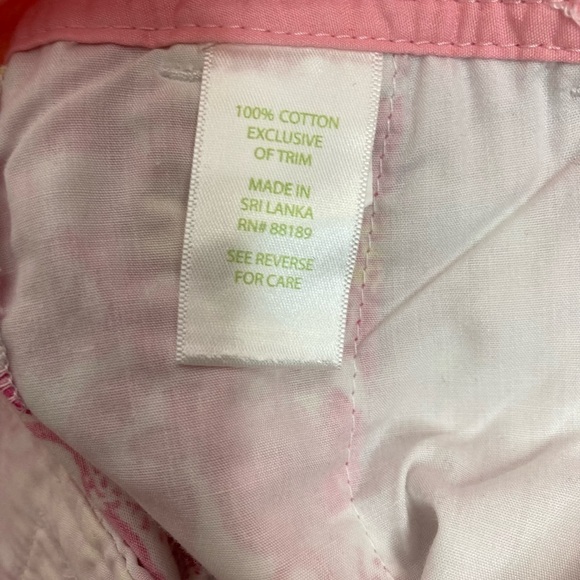 100% COTTON
EXCLUSIVE
OF TRIM
MADE IN
SRI LANKA
RN# 88189
SEE REVERSE
FOR CARE